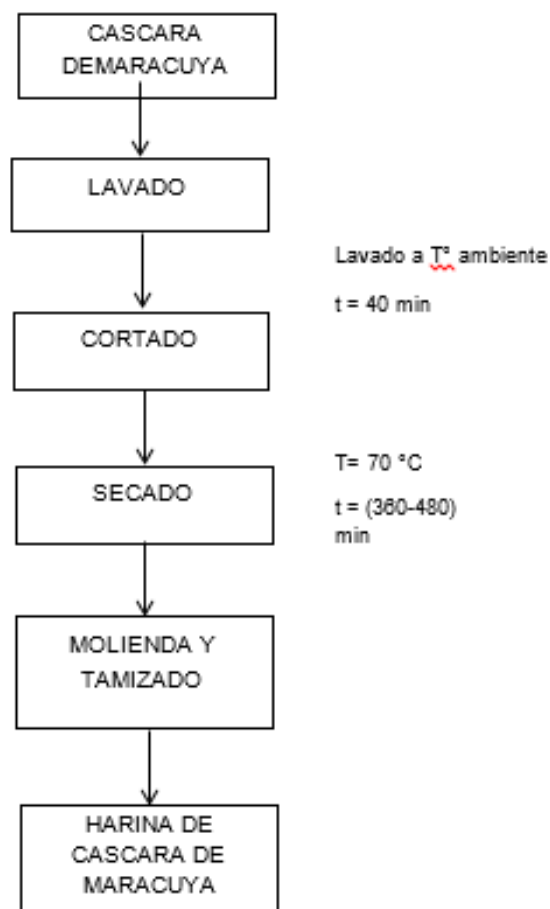 CASCARA
DEMARACUYA
LAVADO
Lavado a T° ambiente
t = 40 min
CORTADO
T= 70 °C
SECADO
t = (360-480)
min
MOLIENDA Y
TAMIZADO
HARINA DE
CASCARA DE
MARACUYA